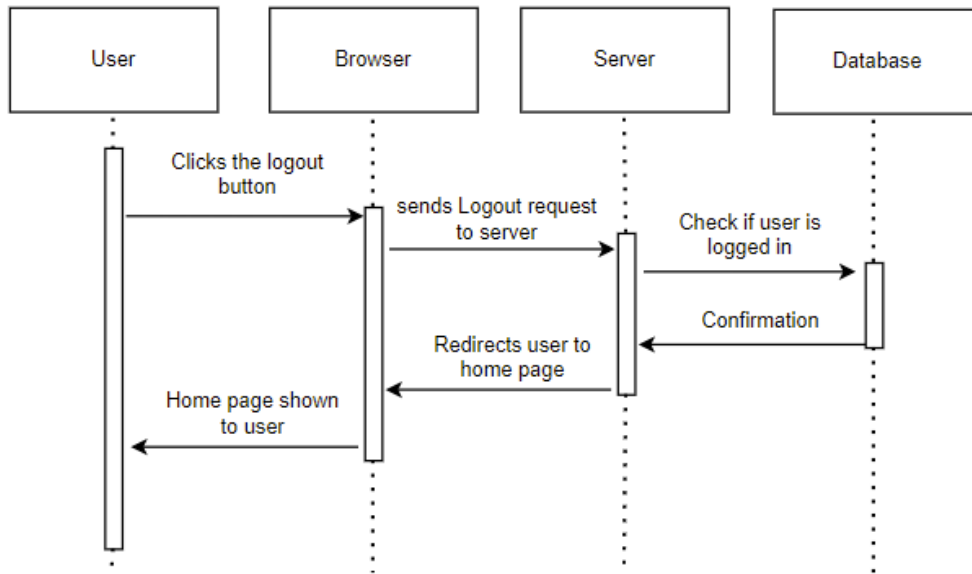 User
Browser
Server
Database
Clicks the logout
button
sends Logout request
to server
Check if user is
logged in
Confirmation
Redirects user to
home page
Home page shown
to user